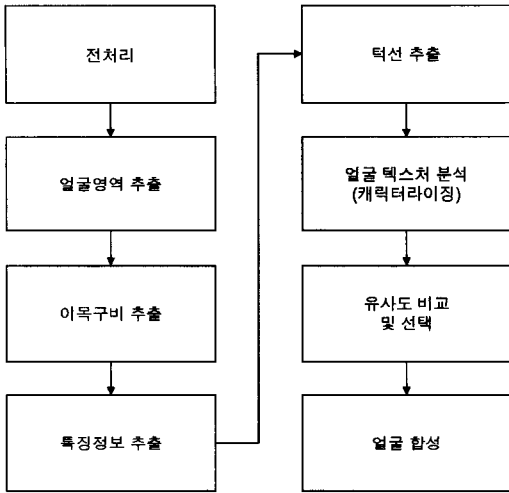 전처리
얼굴영역 추출
이목구비 추출
특징정보 추출
턱선 추출
얼굴 텍스처 분석
(캐릭터라이징)
유사도 비교
및 선택
얼굴 합성